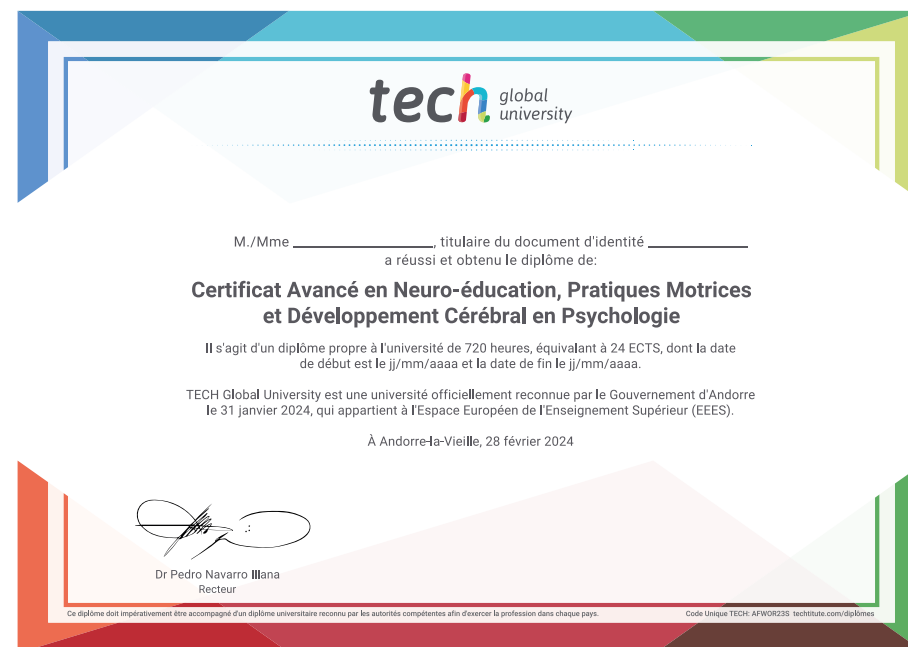 tech global university
M./Mme ____________, titulaire du document d'identité ____________
a réussi et obtenu le diplôme de:
Certificat Avancé en Neuro-éducation, Pratiques Motrices
et Développement Cérébral en Psychologie
Il s'agit d'un diplôme propre à l'université de 720 heures, équivalant à 24 ECTS, dont la date
de début est le jj/mm/aaaa et la date de fin le jj/mm/aaaa.
TECH Global University est une université officiellement reconnue par le Gouvernement d'Andorre
le 31 janvier 2024, qui appartient à l'Espace Européen de l'Enseignement Supérieur (EEES).
À Andorre-la-Vieille, 28 février 2024
Dr Pedro Navarro Illana
Recteur
Ce diplôme doit impérativement être accompagné d'un diplôme universitaire reconnu par les autorités compétentes afin d'exercer la profession dans chaque pays.
Code Unique TECH: AFWOR23S techtitute.com/diplômes